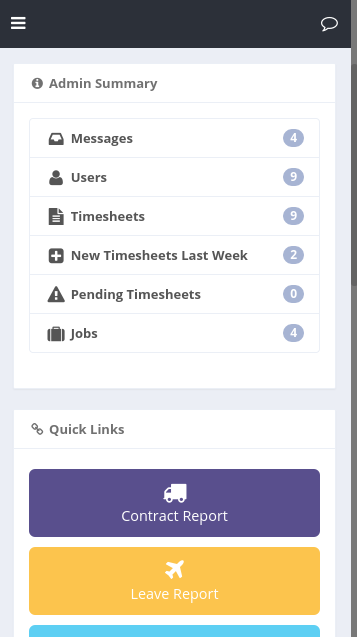 Admin Summary
Messages 4
Users 9
Timesheets 9
New Timesheets Last Week 2
Pending Timesheets 0
Jobs 4
Quick Links
Contract Report
Leave Report